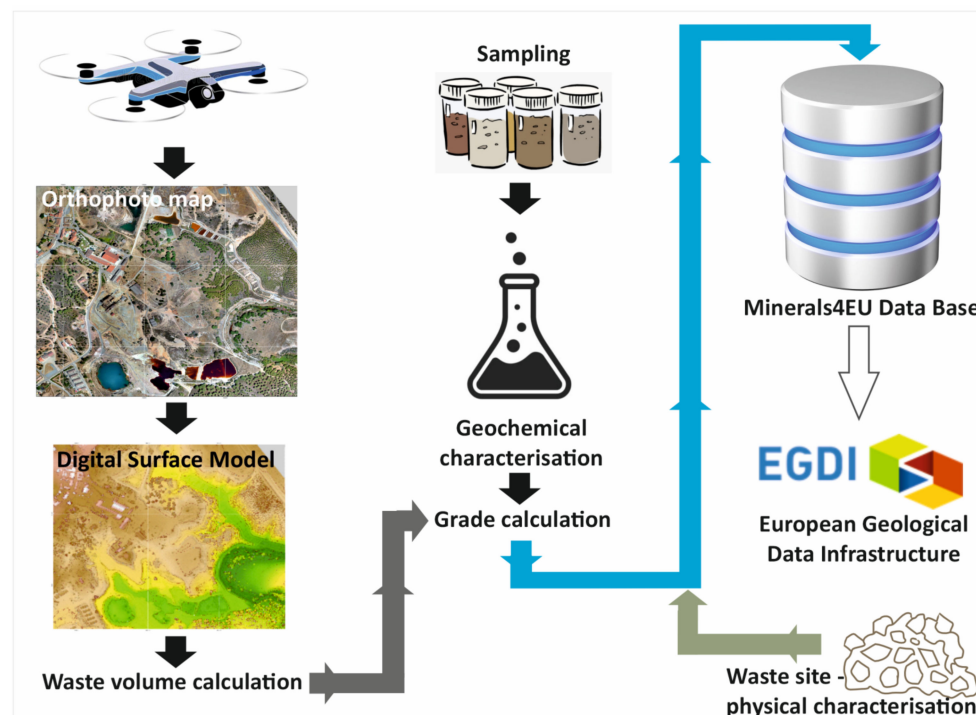 Orthophoto map
Digital Surface Model
Waste volume calculation
Sampling
Geochemical
characterisation
Grade calculation
Minerals4EU Data Base
EGDI
European Geological
Data Infrastructure
Waste site -
physical characterisation